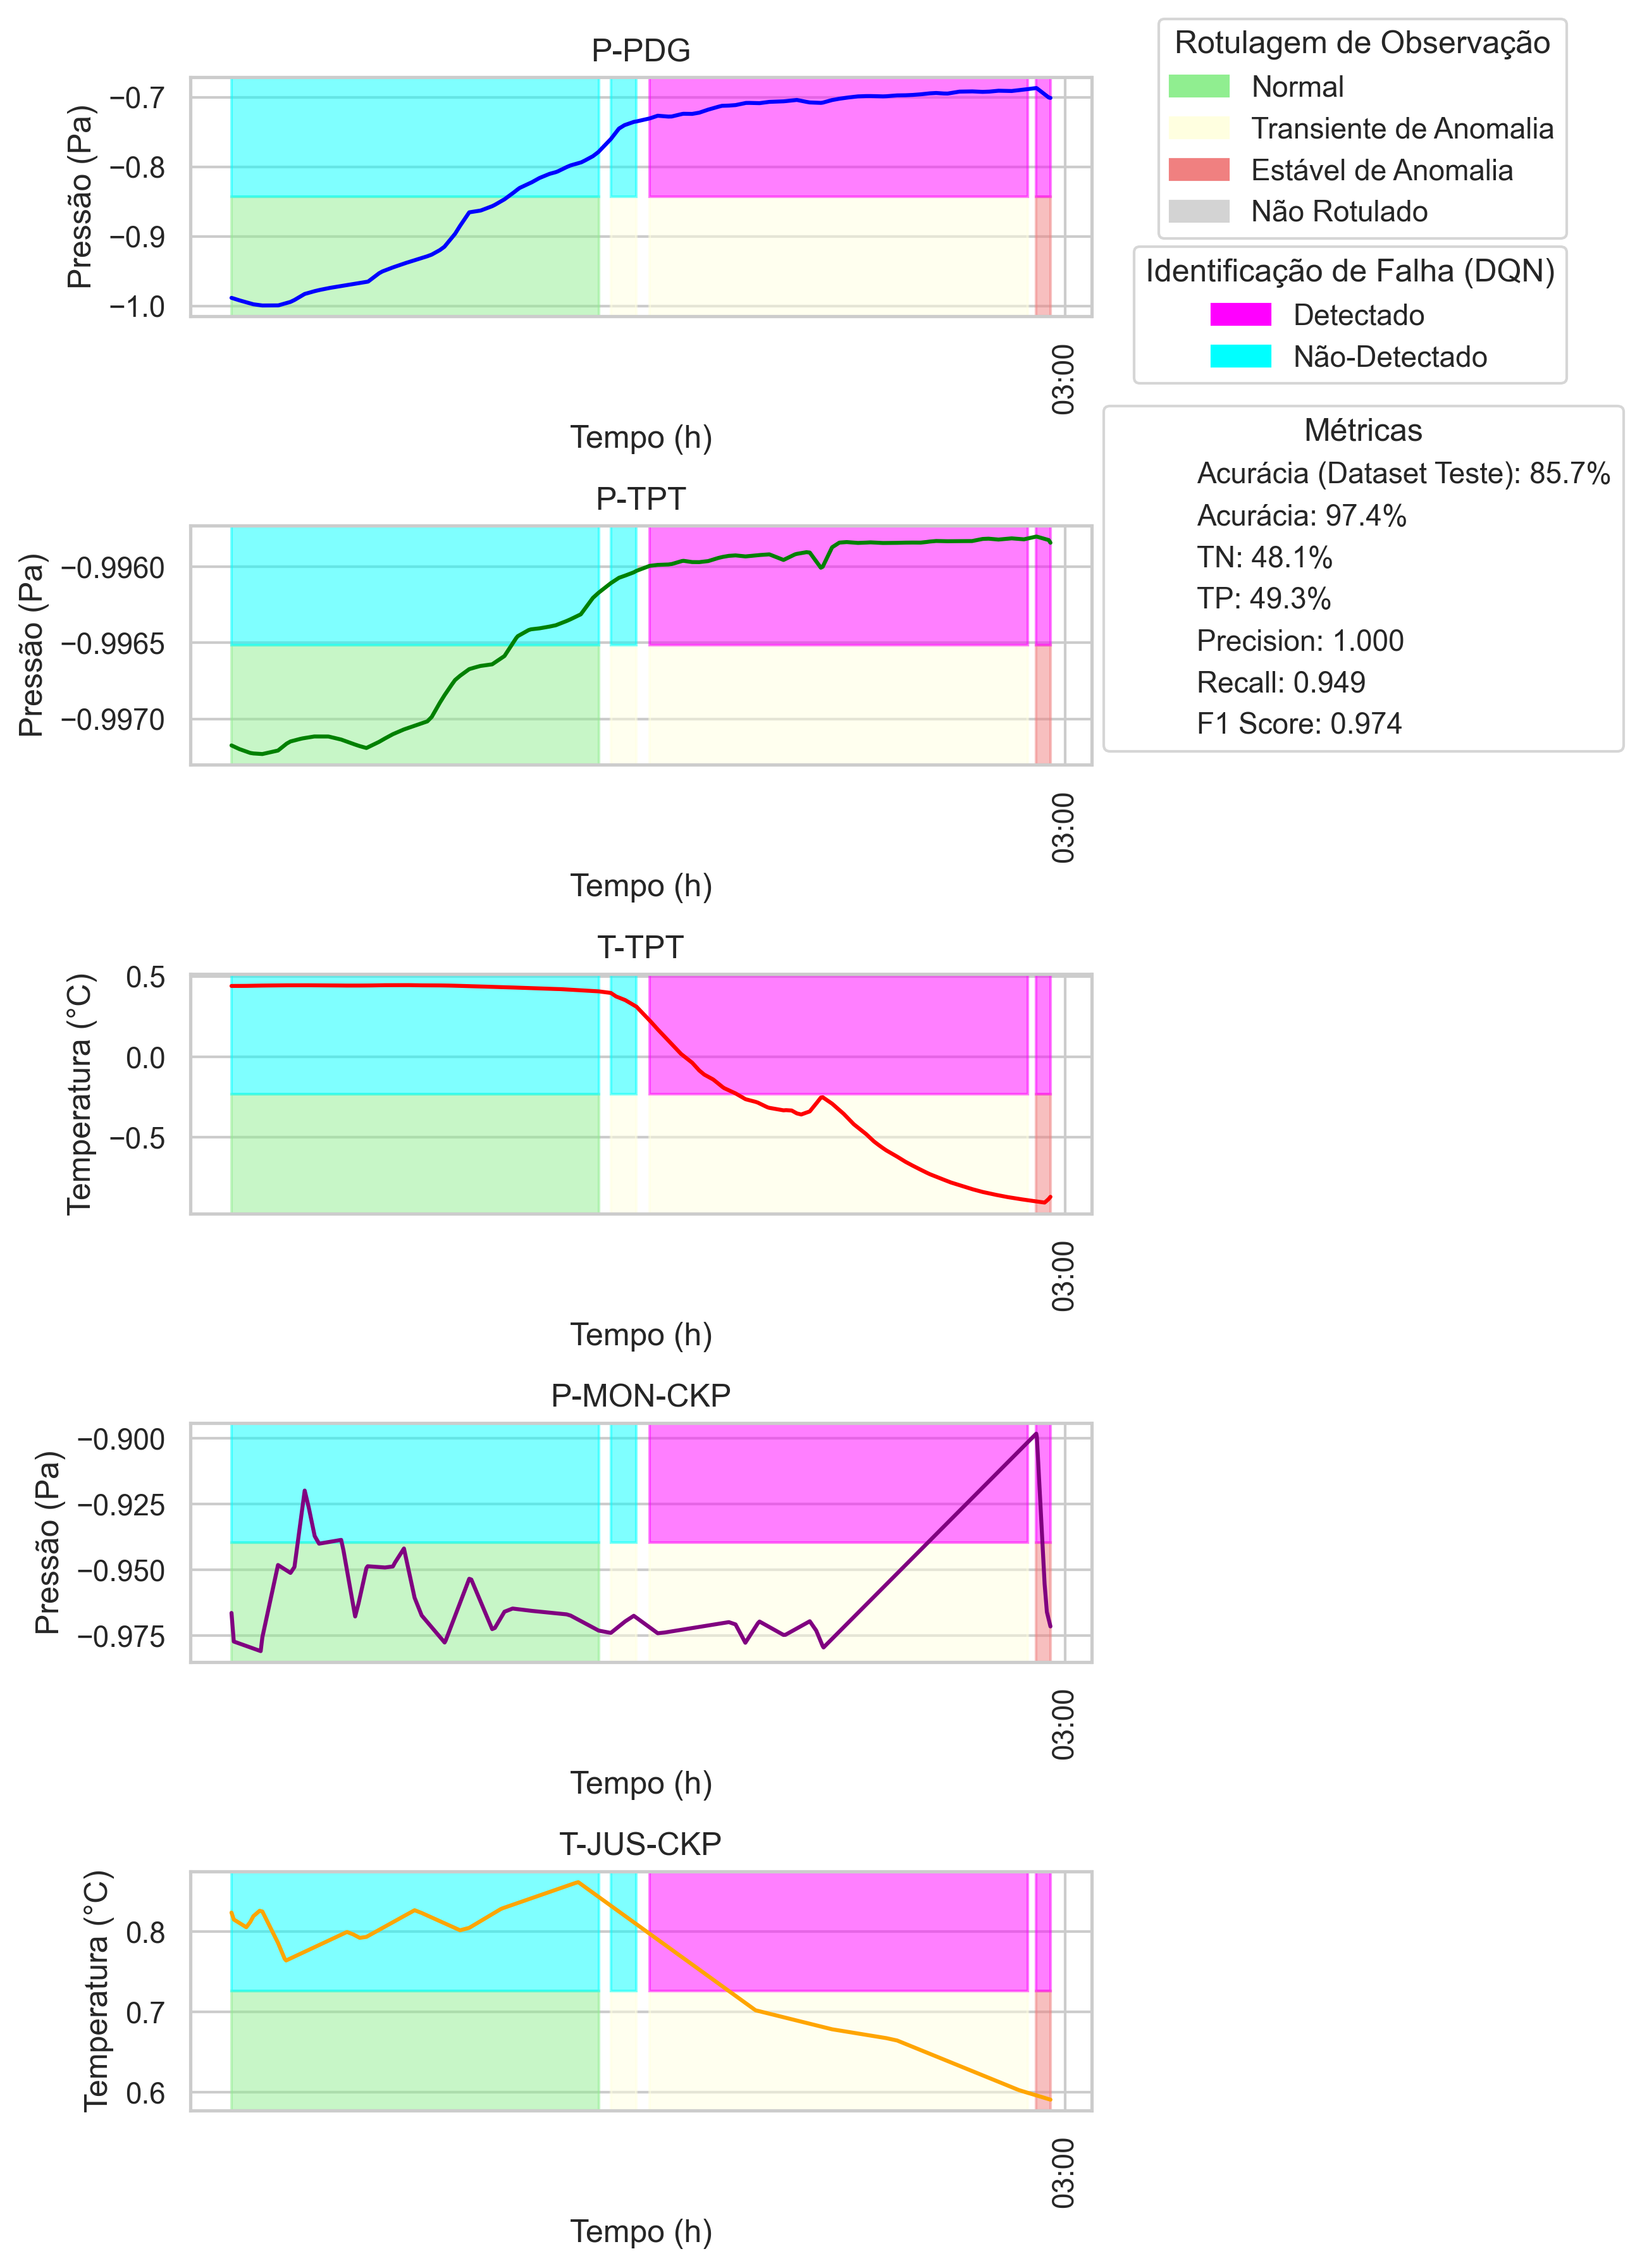 P-PDG
Pressão (Pa)
−0.7
−0.8
−0.9
−1.0
03:00
Tempo (h)
Rotulagem de Observação
Normal
Transiente de Anomalia
Estável de Anomalia
Não Rotulado
Identificação de Falha (DQN)
Detectado
Não-Detectado
Métricas
Acurácia (Dataset Teste): 85.7%
Acurácia: 97.4%
TN: 48.1%
TP: 49.3%
Precision: 1.000
Recall: 0.949
F1 Score: 0.974
P-TPT
Pressão (Pa)
−0.9960
−0.9965
−0.9970
03:00
Tempo (h)
T-TPT
Temperatura (°C)
0.5
0.0
−0.5
03:00
Tempo (h)
P-MON-CKP
Pressão (Pa)
−0.900
−0.925
−0.950
−0.975
03:00
Tempo (h)
T-JUS-CKP
Temperatura (°C)
0.8
0.7
0.6
03:00
Tempo (h)